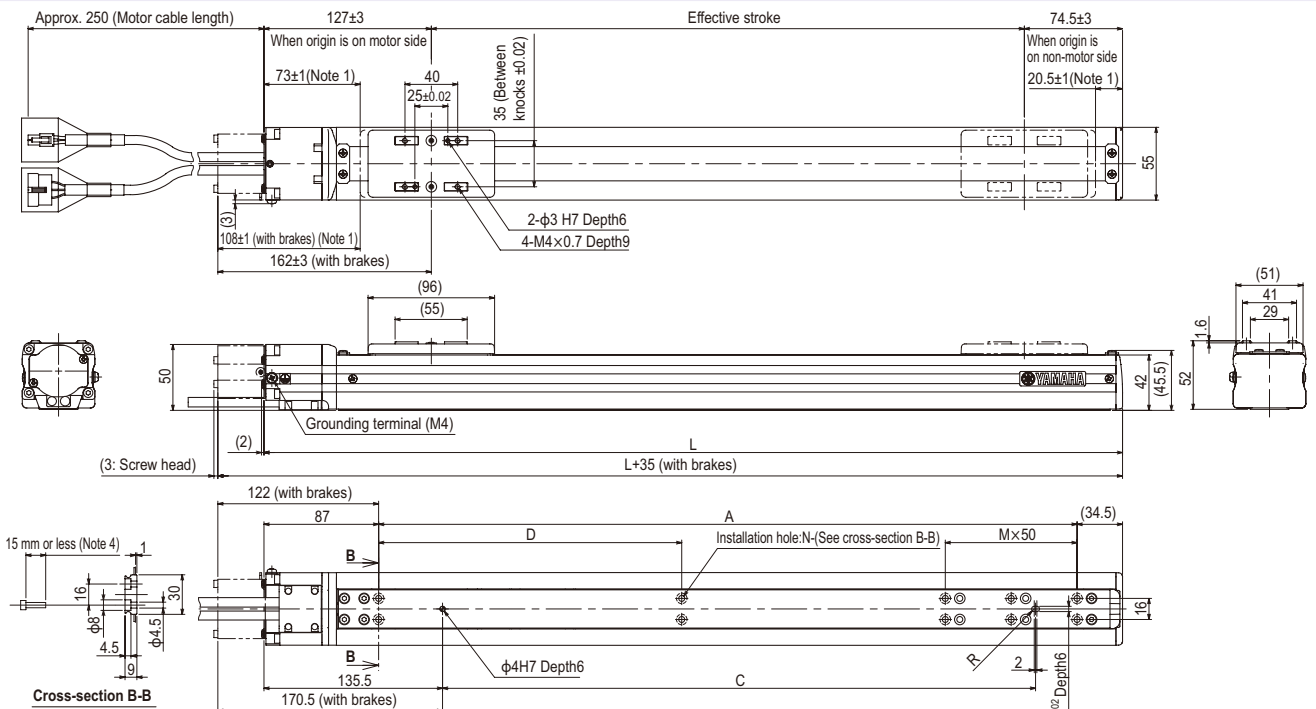 Approx. 250 (Motor cable length)
127±3
Effective stroke
74.5±3
When origin is on motor side
When origin is
on non-motor side
73±1(Note 1)
40
25±0.02
35 (Between
knocks ±0.02)
20.5±1(Note 1)
55
(3)
2-φ3 H7 Depth6
108±1 (with brakes) (Note 1)
4-M4×0.7 Depth9
162±3 (with brakes)
(96)
(55)
(51)
41
29
1.6
50
YAMAHA
42
(45.5)
52
Grounding terminal (M4)
(2)
L
(3: Screw head)
L+35 (with brakes)
122 (with brakes)
87
A
(34.5)
D
Installation hole:N-(See cross-section B-B)
M×50
15 mm or less (Note 4)
1
B
16
30
φ8
φ4.5
4.5
9
16
B
φ4H7 Depth6
R
2
Depth6
Cross-section B-B
135.5
C
170.5 (with brakes)